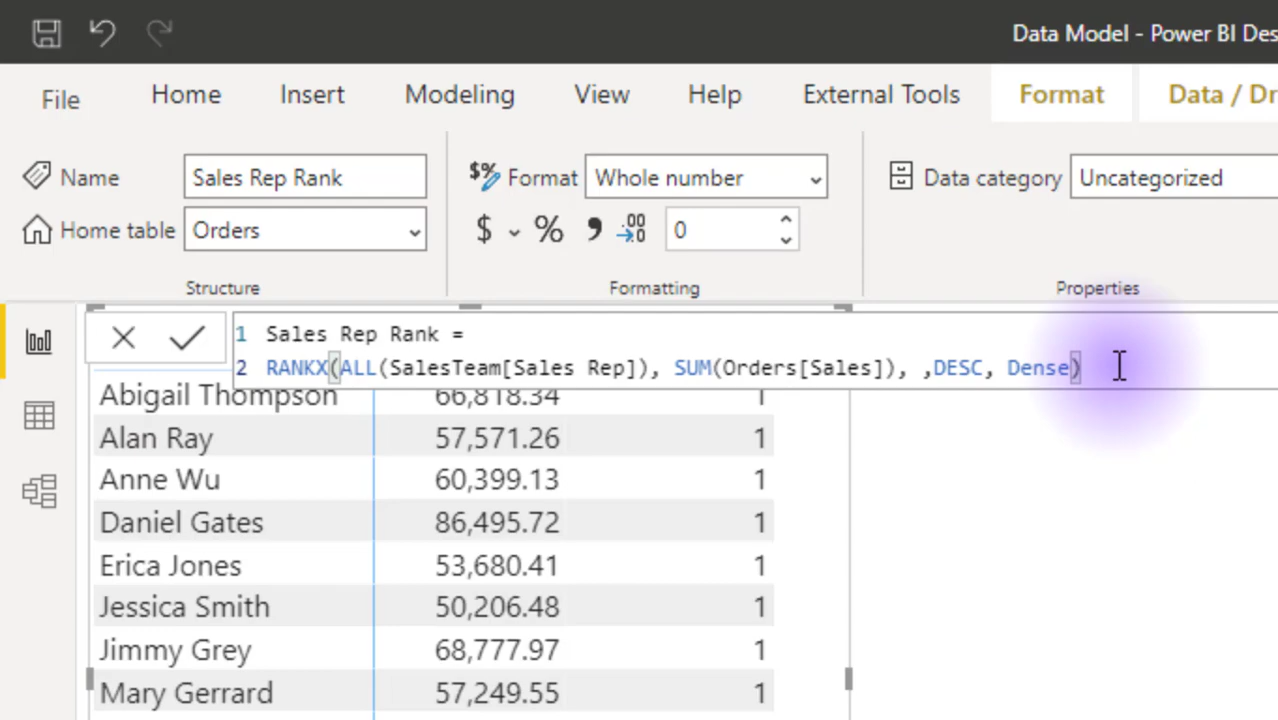 Data Model - Power BI Des
File Home Insert Modeling View Help External Tools Format Data / Dr
Name Sales Rep Rank $% Format Whole number Data category Uncategorized
Home table Orders $ % , .00 0 0
Structure Formatting Properties
1 Sales Rep Rank =
2 RANKX(ALL(SalesTeam[Sales Rep]), SUM(Orders[Sales]), ,DESC, Dense)
Abigail Thompson 66,818.34 1
Alan Ray 57,571.26 1
Anne Wu 60,399.13 1
Daniel Gates 86,495.72 1
Erica Jones 53,680.41 1
Jessica Smith 50,206.48 1
Jimmy Grey 68,777.97 1
Mary Gerrard 57,249.55 1